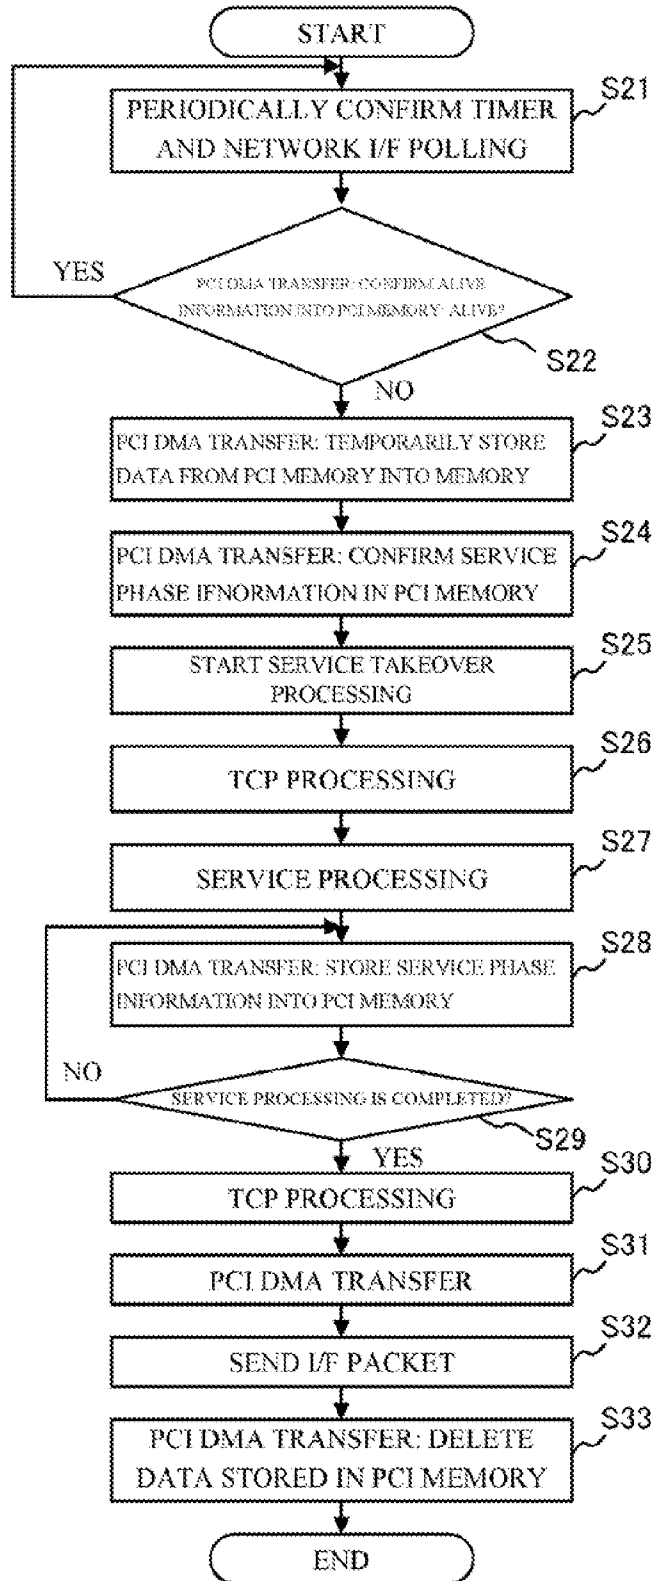 START
S21
PERIODICALLY CONFIRM TIMER
AND NETWORK I/F POLLING
YES
PCI DMA TRANSFER: CONFIRM ALIVE
INFORMATION INTO PCI MEMORY: ALIVE?
S22
NO
S23
PCI DMA TRANSFER: TEMPORARILY STORE
DATA FROM PCI MEMORY INTO MEMORY
S24
PCI DMA TRANSFER: CONFIRM SERVICE
PHASE IFNORMATION IN PCI MEMORY
S25
START SERVICE TAKEOVER
PROCESSING
S26
TCP PROCESSING
S27
SERVICE PROCESSING
S28
PCI DMA TRANSFER: STORE SERVICE PHASE
INFORMATION INTO PCI MEMORY
NO
SERVICE PROCESSING IS COMPLETED?
S29
YES
S30
TCP PROCESSING
S31
PCI DMA TRANSFER
S32
SEND I/F PACKET
S33
PCI DMA TRANSFER: DELETE
DATA STORED IN PCI MEMORY
END